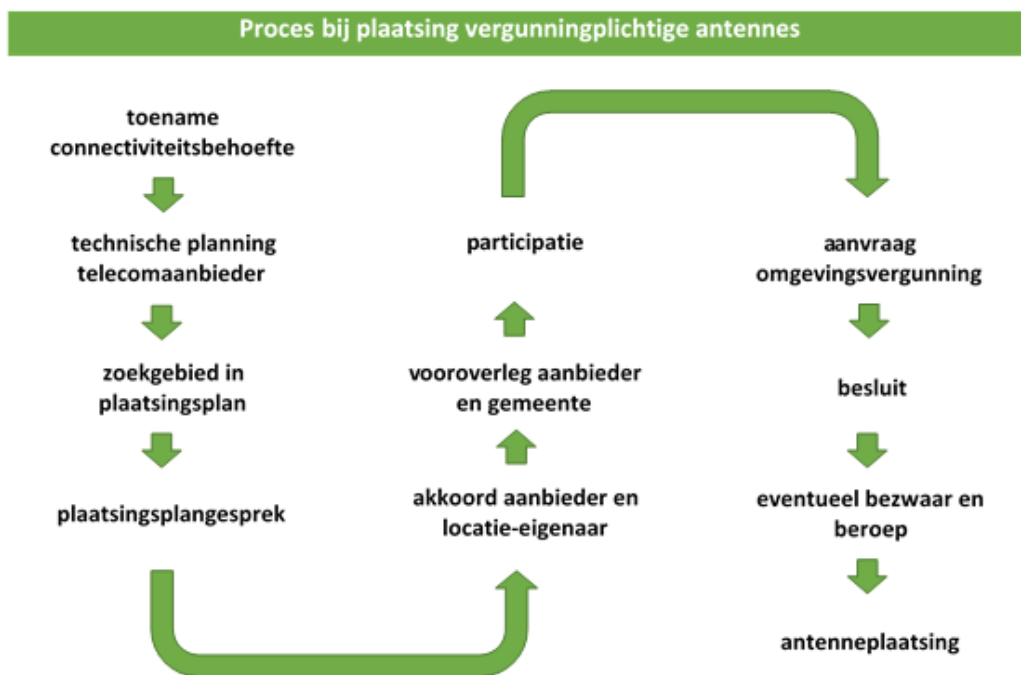 Proces bij plaatsing vergunningplichtige antennes
toename
connectiviteitsbehoefte
technische planning
telecomaanbieder
zoekgebied in
plaatsingsplan
plaatsingsplangesprek
akkoord aanbieder en
locatie-eigenaar
vooroverleg aanbieder
en gemeente
participatie
aanvraag
omgevingsvergunning
besluit
eventueel bezwaar en
beroep
antenneplaatsing